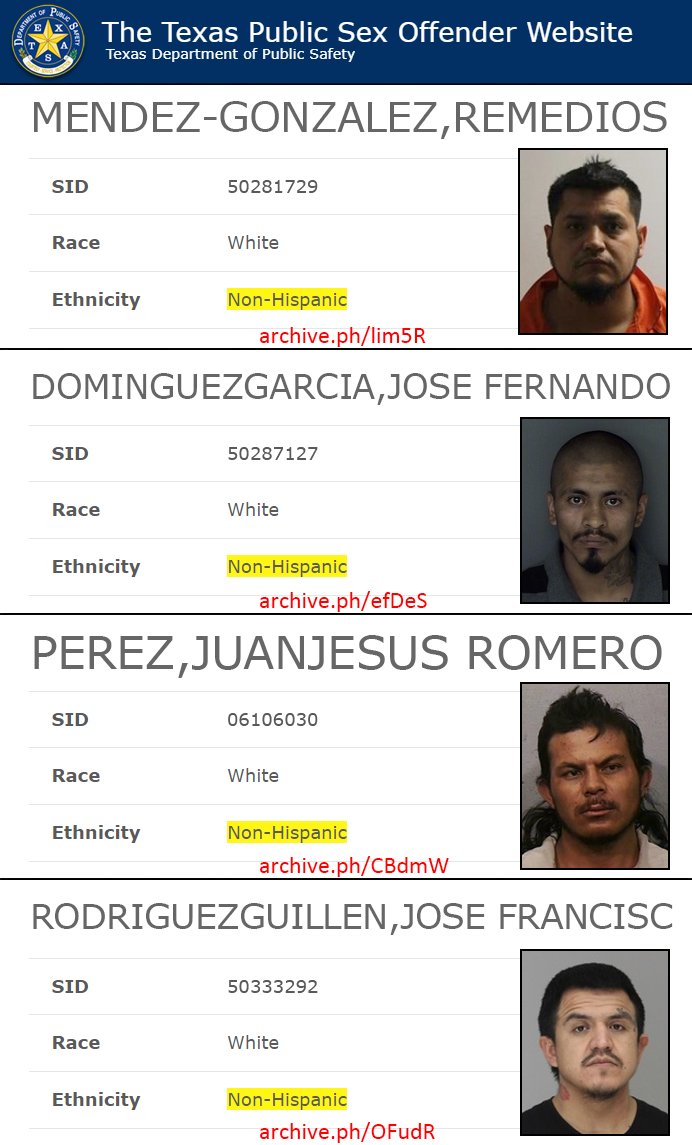 The Texas Public Sex Offender Website
Texas Department of Public Safety
DEPARTMENT OF PUBLIC SAFETY
TEXAS
MENDEZ-GONZALEZ,REMEDIOS
SID 50281729
Race White
Ethnicity Non-Hispanic
archive.ph/lim5R
DOMINGUEZGARCIA,JOSE FERNANDO
SID 50287127
Race White
Ethnicity Non-Hispanic
archive.ph/efDeS
PEREZ,JUANJESUS ROMERO
SID 06106030
Race White
Ethnicity Non-Hispanic
archive.ph/CBdmW
RODRIGUEZGUILLEN,JOSE FRANCISC
SID 50333292
Race White
Ethnicity Non-Hispanic
archive.ph/OFudR